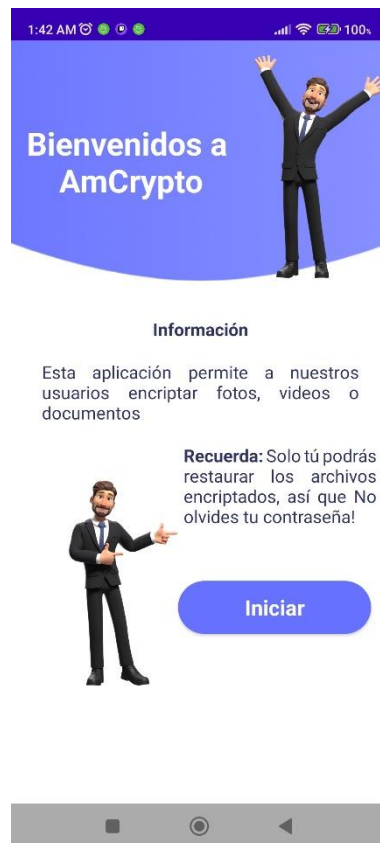 1:42 AM
100%
Bienvenidos a
AmCrypto
Información
Esta aplicación permite a nuestros
usuarios encriptar fotos, videos o
documentos
Recuerda: Solo tú podrás
restaurar los archivos
encriptados, así que No
olvides tu contraseña!
Iniciar